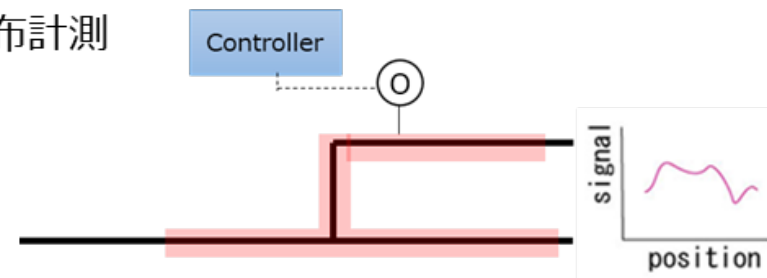 布計測
Controller
O
signal
position